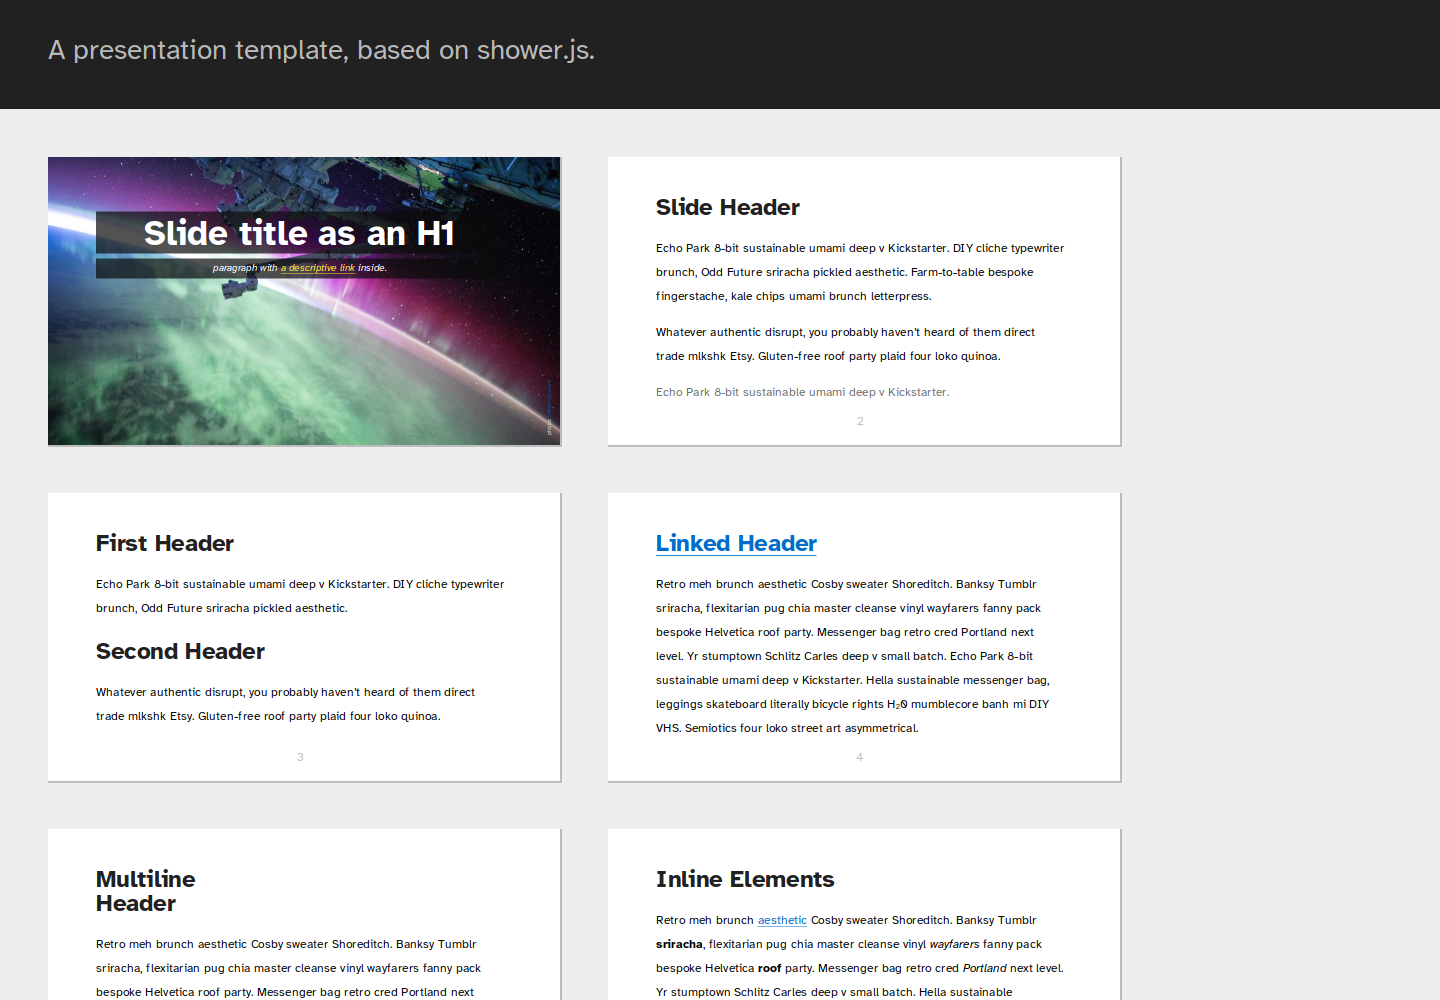 A presentation template, based on shower.js.
Slide title as an H1
paragraph with a descriptive link inside.
1
Slide Header
Echo Park 8-bit sustainable umami deep v Kickstarter. DIY cliche typewriter
brunch, Odd Future sriracha pickled aesthetic. Farm-to-table bespoke
fingerstache, kale chips umami brunch letterpress.
Whatever authentic disrupt, you probably haven't heard of them direct
trade mlkshk Etsy. Gluten-free roof party plaid four loko quinoa.
Echo Park 8-bit sustainable umami deep v Kickstarter.
2
First Header
Echo Park 8-bit sustainable umami deep v Kickstarter. DIY cliche typewriter
brunch, Odd Future sriracha pickled aesthetic.
Second Header
Whatever authentic disrupt, you probably haven't heard of them direct
trade mlkshk Etsy. Gluten-free roof party plaid four loko quinoa.
3
Linked Header
Retro meh brunch aesthetic Cosby sweater Shoreditch. Banksy Tumblr
sriracha, flexitarian pug chia master cleanse vinyl wayfarers fanny pack
bespoke Helvetica roof party. Messenger bag retro cred Portland next
level. Yr stumptown Schlitz Carles deep v small batch. Echo Park 8-bit
sustainable umami deep v Kickstarter. Hella sustainable messenger bag,
leggings skateboard literally bicycle rights H₂0 mumblecore banh mi DIY
VHS. Semiotics four loko street art asymmetrical.
4
Multiline
Header
Retro meh brunch aesthetic Cosby sweater Shoreditch. Banksy Tumblr
sriracha, flexitarian pug chia master cleanse vinyl wayfarers fanny pack
bespoke Helvetica roof party. Messenger bag retro cred Portland next
Inline Elements
Retro meh brunch aesthetic Cosby sweater Shoreditch. Banksy Tumblr
sriracha, flexitarian pug chia master cleanse vinyl wayfarers fanny pack
bespoke Helvetica roof party. Messenger bag retro cred Portland next level.
Yr stumptown Schlitz Carles deep v small batch. Hella sustainable